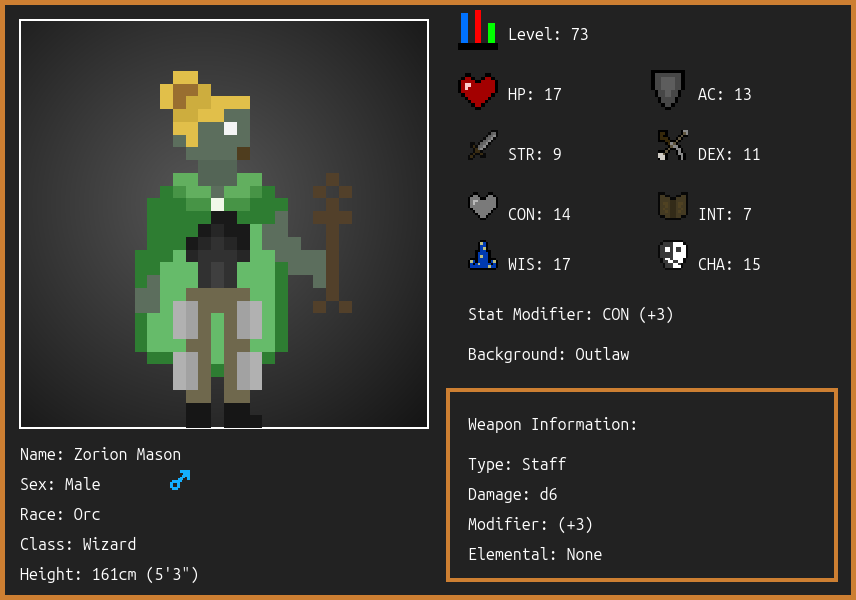 Level: 73
HP: 17
AC: 13
STR: 9
DEX: 11
CON: 14
INT: 7
WIS: 17
CHA: 15
Stat Modifier: CON (+3)
Background: Outlaw
Weapon Information:
Type: Staff
Damage: d6
Modifier: (+3)
Elemental: None
Name: Zorion Mason
Sex: Male
Race: Orc
Class: Wizard
Height: 161cm (5'3")